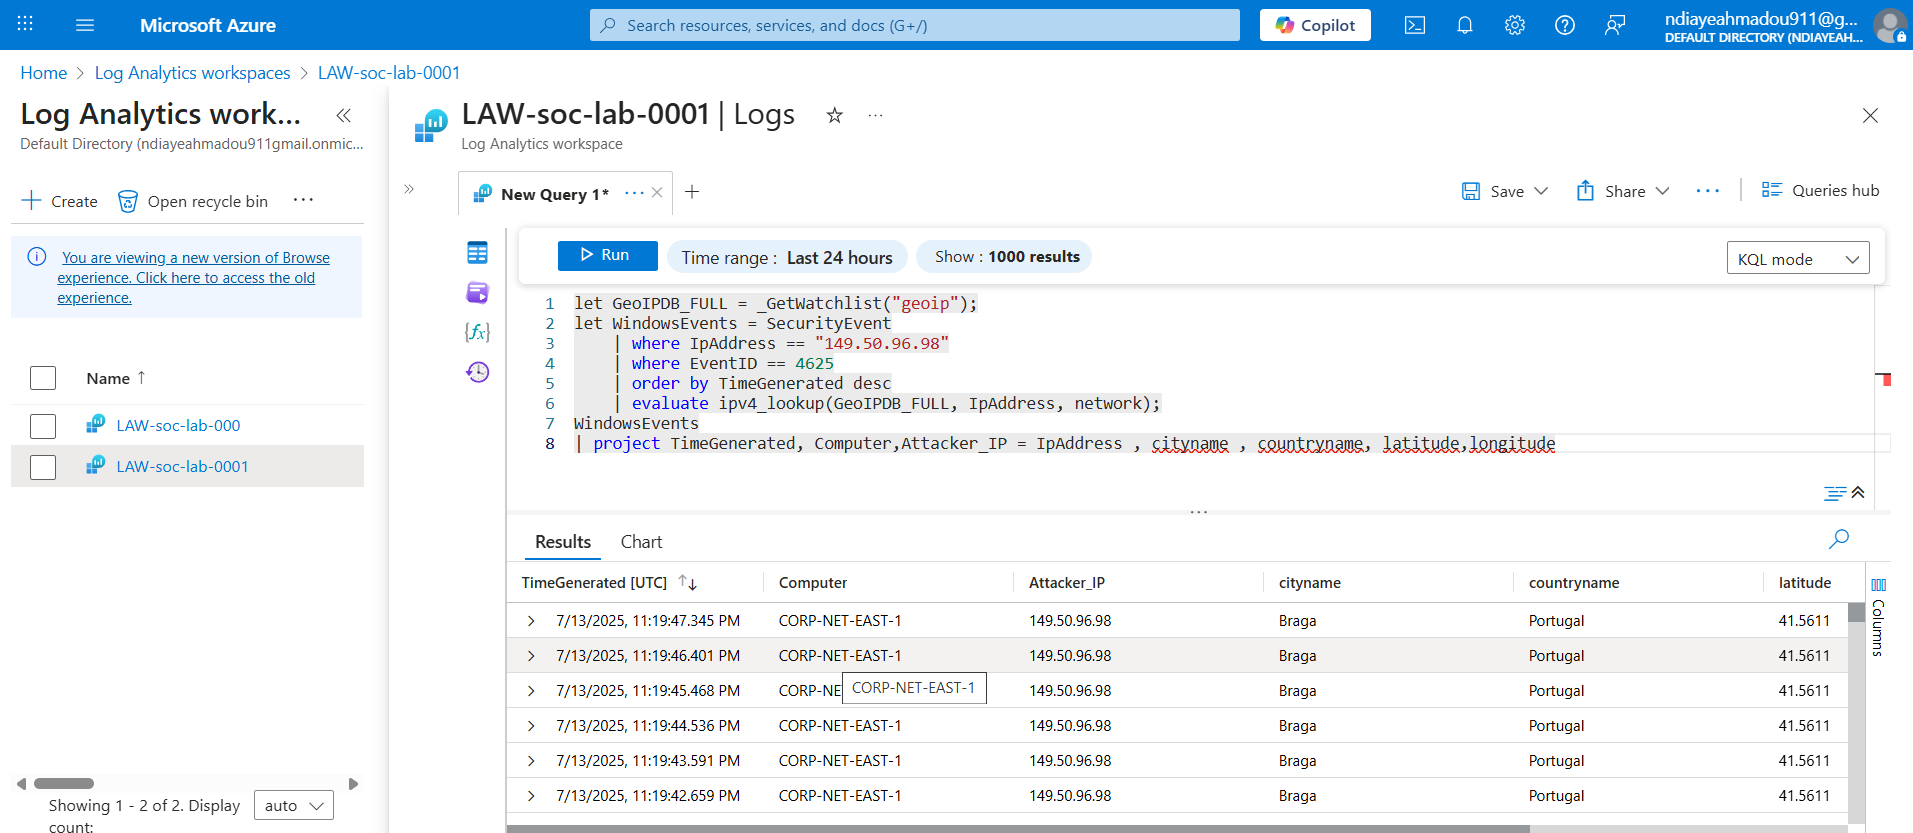 Microsoft Azure
Search resources, services, and docs (G+/)
Copilot
ndiayeahmadou911@g...
DEFAULT DIRECTORY (NDIAYEAH...
Home > Log Analytics workspaces > LAW-soc-lab-0001
Log Analytics work...
Default Directory (ndiayeahmadou911gmail.onmic...
Create
Open recycle bin
...
You are viewing a new version of Browse
experience. Click here to access the old
experience.
Name ↑
LAW-soc-lab-000
LAW-soc-lab-0001
Showing 1 - 2 of 2. Display
count:
auto
LAW-soc-lab-0001 | Logs
Log Analytics workspace
New Query 1*
Save
Share
Queries hub
Run
Time range : Last 24 hours
Show : 1000 results
KQL mode
1 let GeoIPDB_FULL = _GetWatchlist("geoip");
2 let WindowsEvents = SecurityEvent
3 | where IpAddress == "149.50.96.98"
4 | where EventID == 4625
5 | order by TimeGenerated desc
6 | evaluate ipv4_lookup(GeoIPDB_FULL, IpAddress, network);
7 WindowsEvents
8 | project TimeGenerated, Computer,Attacker_IP = IpAddress , cityname , countryname, latitude,longitude
Results
Chart
TimeGenerated [UTC] ↑↓ Computer Attacker_IP cityname countryname latitude
7/13/2025, 11:19:47.345 PM CORP-NET-EAST-1 149.50.96.98 Braga Portugal 41.5611
7/13/2025, 11:19:46.401 PM CORP-NET-EAST-1 149.50.96.98 Braga Portugal 41.5611
7/13/2025, 11:19:45.468 PM CORP-NE 149.50.96.98 Braga Portugal 41.5611
CORP-NET-EAST-1
7/13/2025, 11:19:44.536 PM CORP-NET-EAST-1 149.50.96.98 Braga Portugal 41.5611
7/13/2025, 11:19:43.591 PM CORP-NET-EAST-1 149.50.96.98 Braga Portugal 41.5611
7/13/2025, 11:19:42.659 PM CORP-NET-EAST-1 149.50.96.98 Braga Portugal 41.5611
Columns